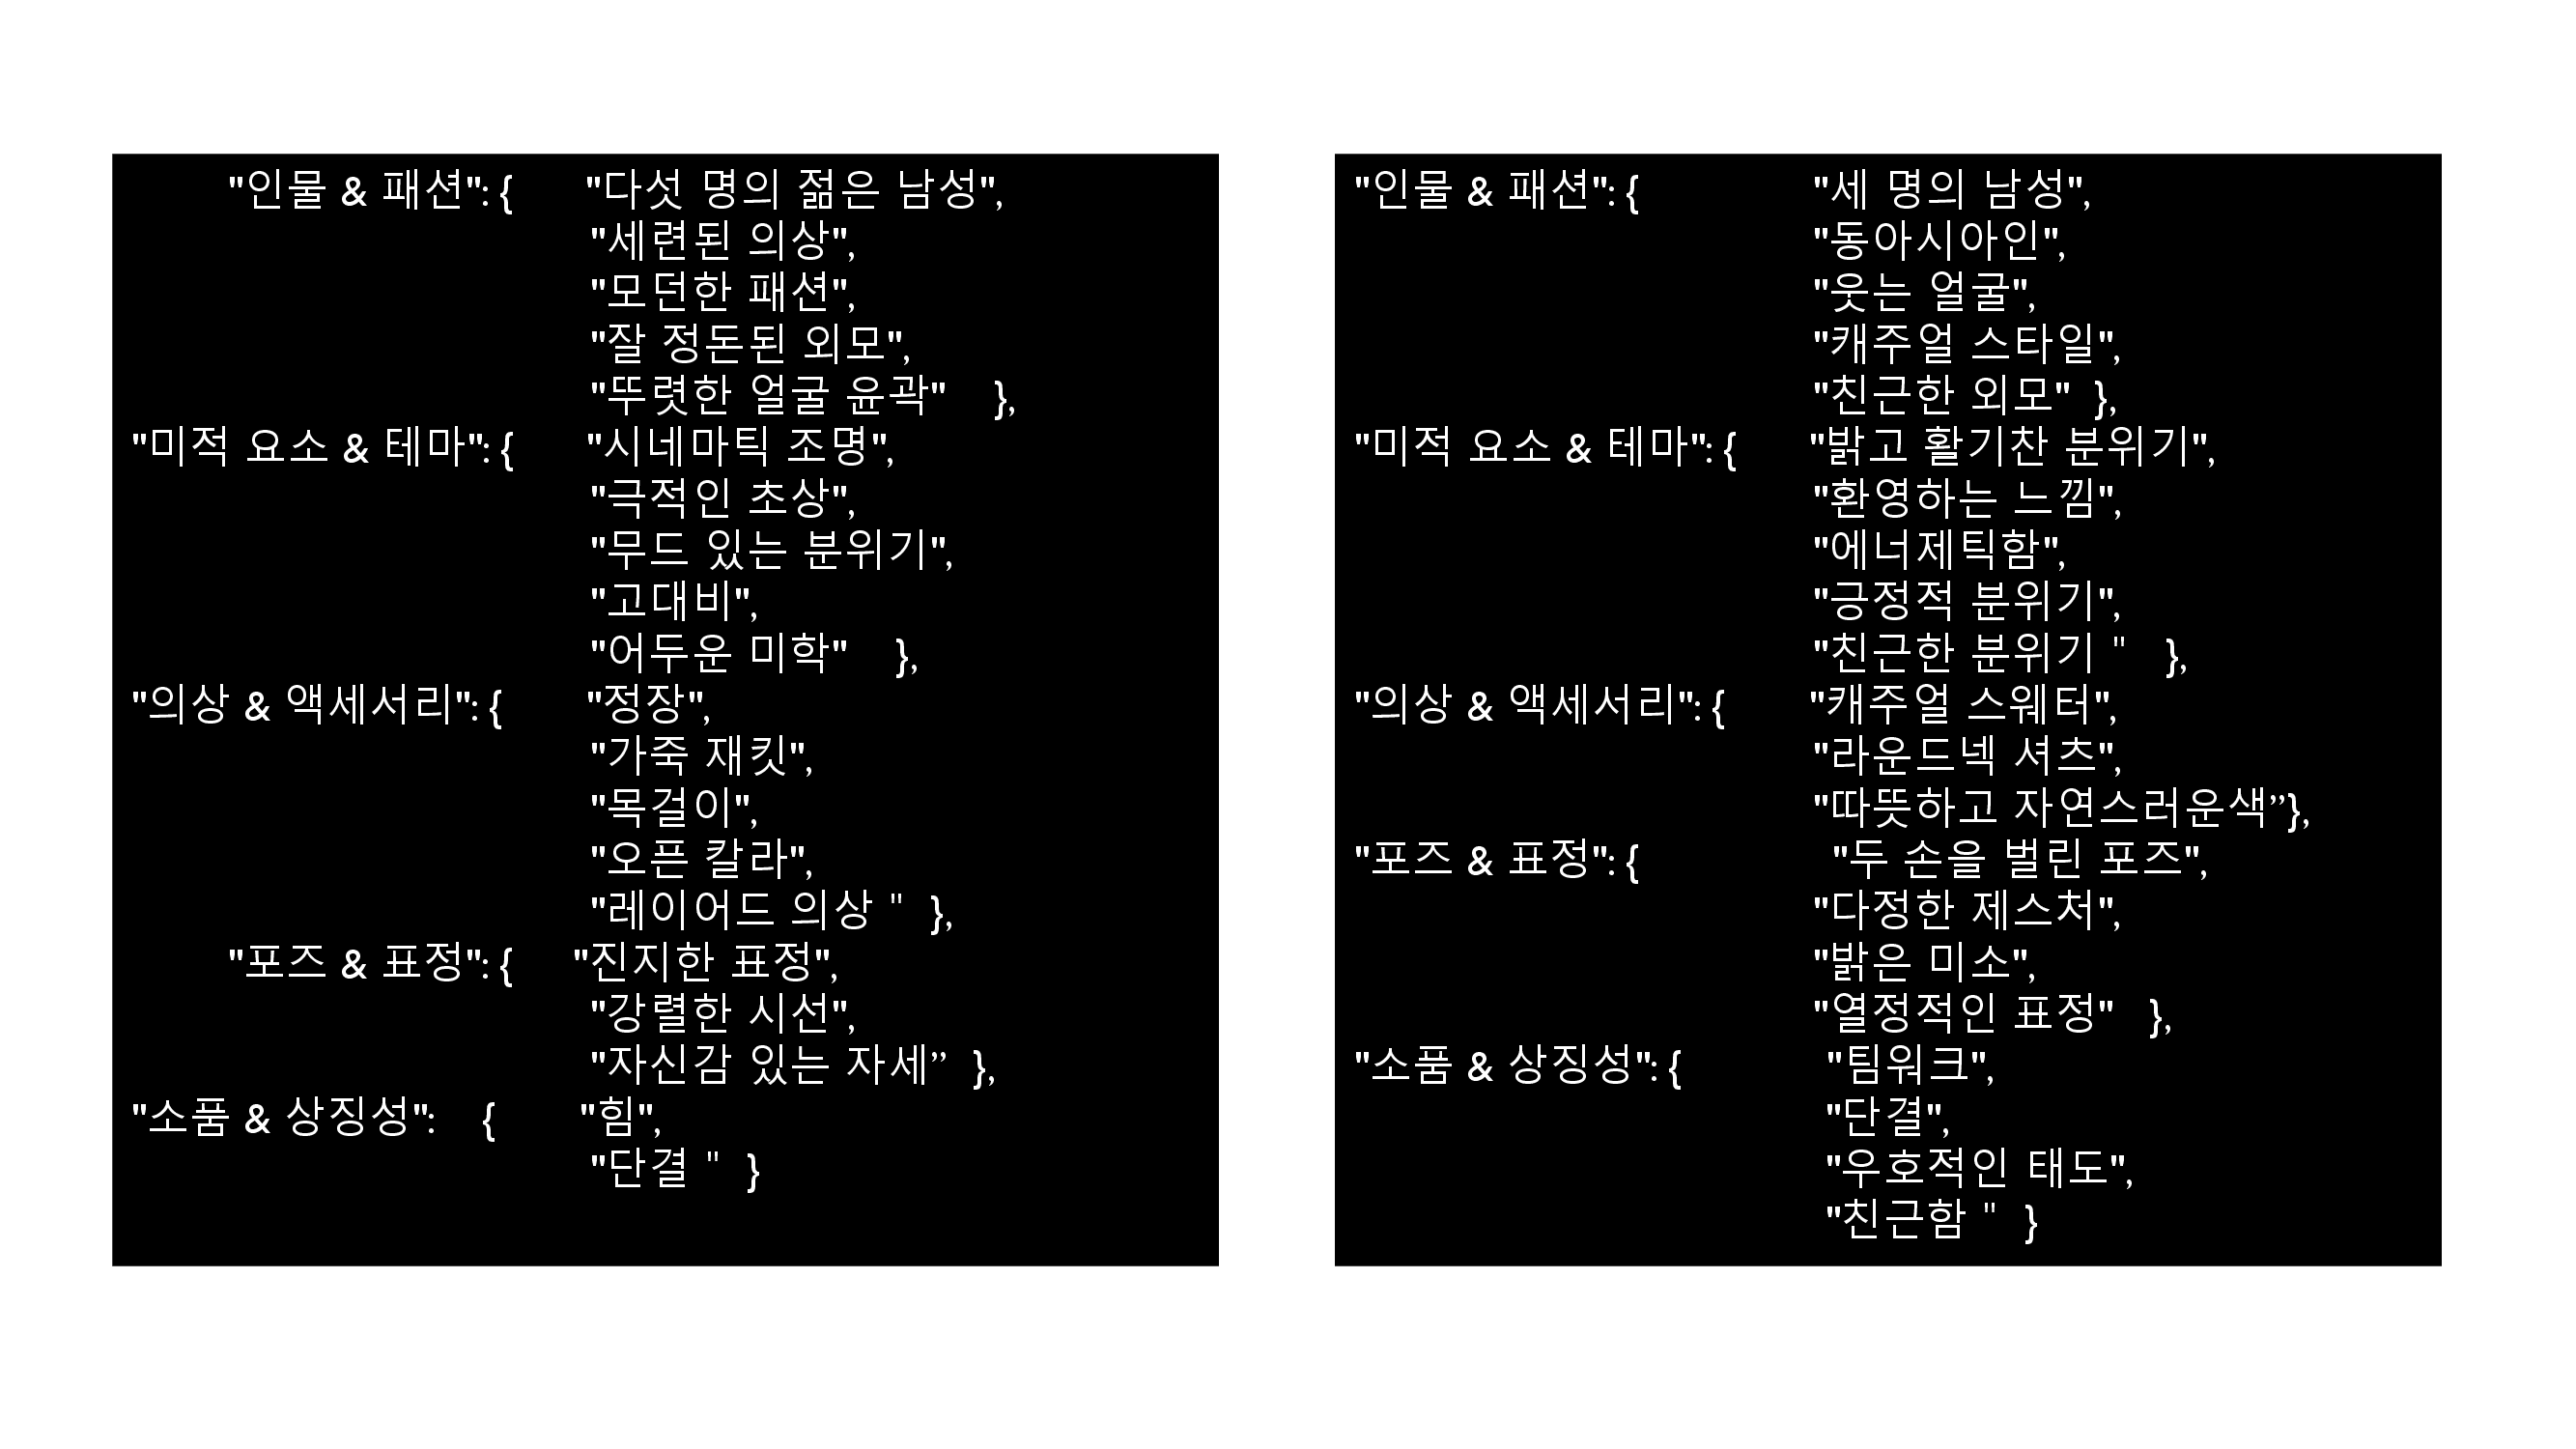 "인물 & 패션": { "다섯 명의 젊은 남성",
"세련된 의상",
"모던한 패션",
"잘 정돈된 외모",
"뚜렷한 얼굴 윤곽" },
"미적 요소 & 테마": { "시네마틱 조명",
"극적인 초상",
"무드 있는 분위기",
"고대비",
"어두운 미학" },
"의상 & 액세서리": { "정장",
"가죽 재킷",
"목걸이",
"오픈 칼라",
"레이어드 의상 " },
"포즈 & 표정": { "진지한 표정",
"강렬한 시선",
"자신감 있는 자세” },
"소품 & 상징성": { "힘",
"단결 " }
"인물 & 패션": { "세 명의 남성",
"동아시아인",
"웃는 얼굴",
"캐주얼 스타일",
"친근한 외모" },
"미적 요소 & 테마": { "밝고 활기찬 분위기",
"환영하는 느낌",
"에너제틱함",
"긍정적 분위기",
"친근한 분위기 " },
"의상 & 액세서리": { "캐주얼 스웨터",
"라운드넥 셔츠",
"따뜻하고 자연스러운색”},
"포즈 & 표정": { "두 손을 벌린 포즈",
"다정한 제스처",
"밝은 미소",
"열정적인 표정" },
"소품 & 상징성": { "팀워크",
"단결",
"우호적인 태도",
"친근함 " }